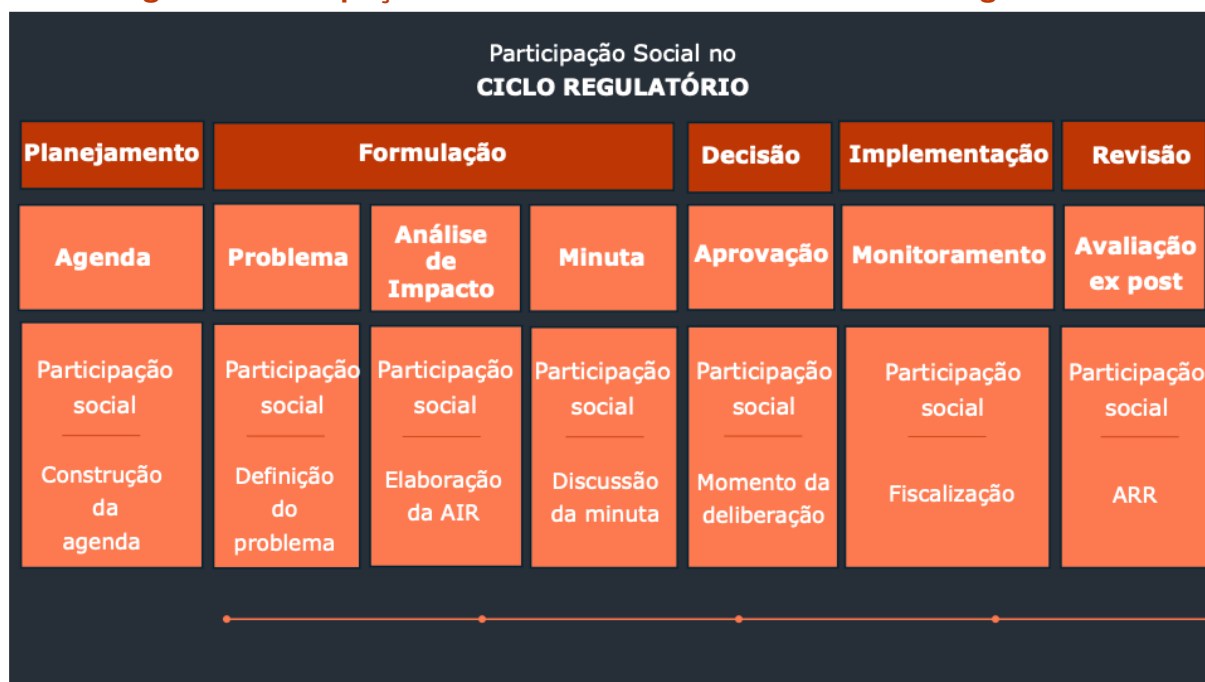 Participação Social no
CICLO REGULATÓRIO
Planejamento
Formulação
Decisão
Implementação
Revisão
Agenda
Problema
Análise
de
Impacto
Minuta
Aprovação
Monitoramento
Avaliação
ex post
Participação
social
Construção
da
agenda
Participação
social
Definição
do
problema
Participação
social
Elaboração
da AIR
Participação
social
Discussão
da minuta
Participação
social
Momento da
deliberação
Participação
social
Fiscalização
Participação
social
ARR